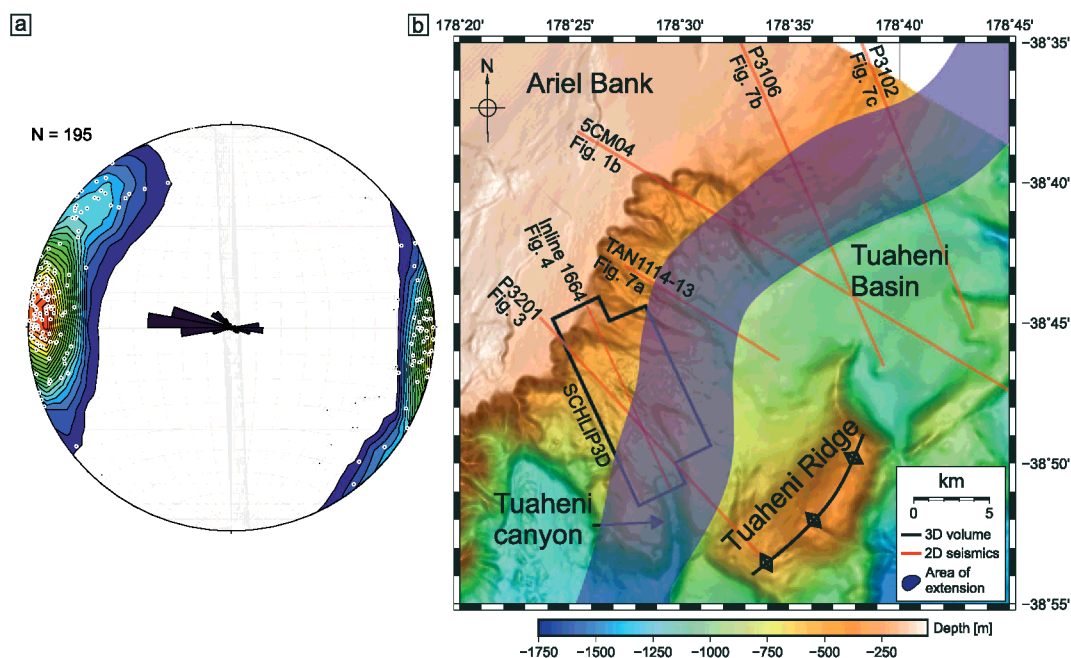 a
N = 195
b
178°20'
178°25'
178°30'
178°35'
178°40'
178°45'
−38°35'
−38°40'
−38°45'
−38°50'
−38°55'
N
Ariel Bank
P3106
Fig. 7b
P3102
Fig. 7c
5CM04
Fig. 1b
Inline 1664
Fig. 4
TAN1114-13
Fig. 7a
P3201
Fig. 3
Tuaheni
Basin
SCHLIP3D
Tuaheni
canyon
Tuaheni Ridge
km
0 5
3D volume
2D seismics
Area of
extension
Depth [m]
−1750 −1500 −1250 −1000 −750 −500 −250